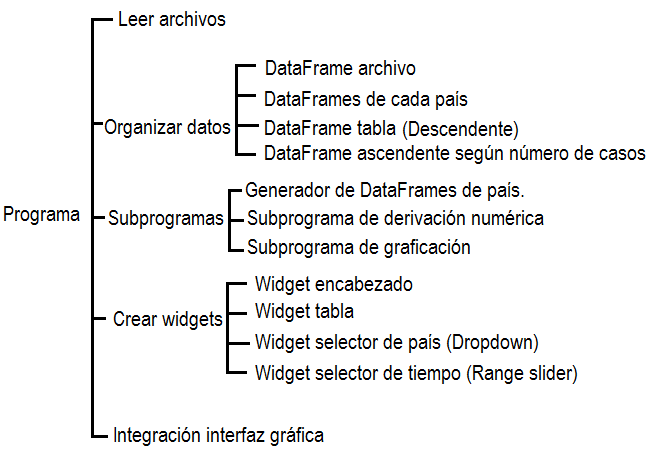 Leer archivos
DataFrame archivo
DataFrames de cada país
Organizar datos
DataFrame tabla (Descendente)
DataFrame ascendente según número de casos
Generador de DataFrames de país.
Programa
Subprogramas
Subprograma de derivación numérica
Subprograma de graficación
Widget encabezado
Widget tabla
Crear widgets
Widget selector de país (Dropdown)
Widget selector de tiempo (Range slider)
Integración interfaz gráfica